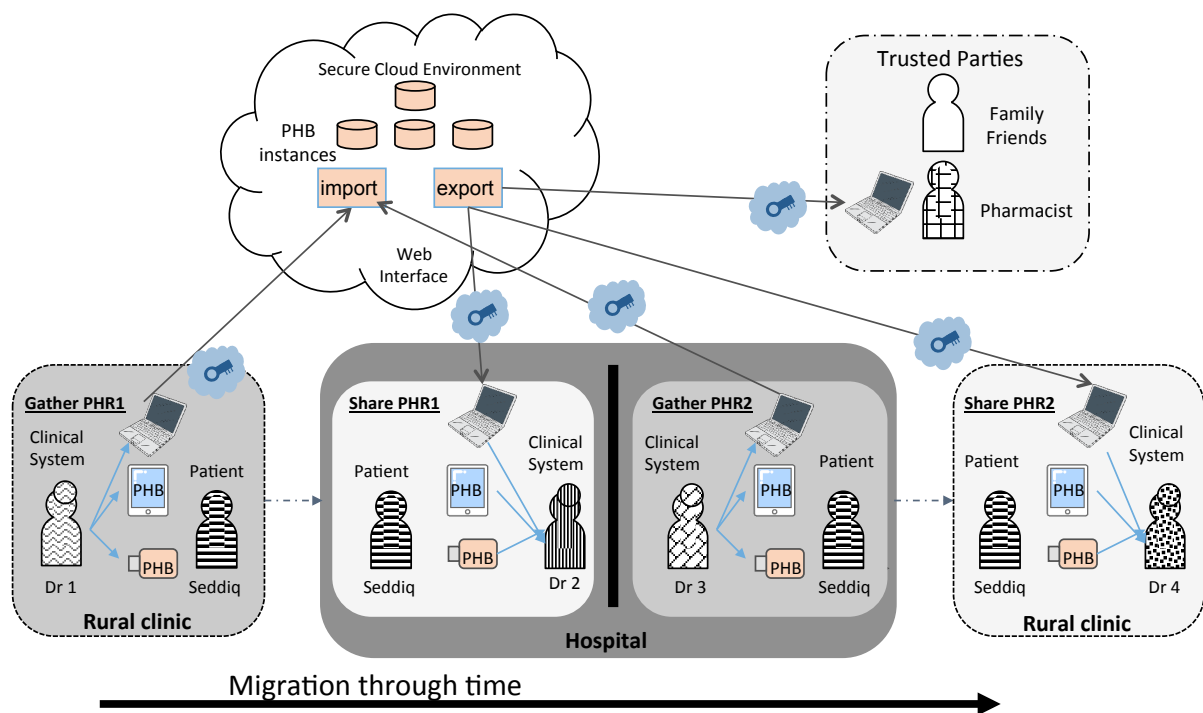 Secure Cloud Environment
PHB
instances
import
export
Web
Interface
Trusted Parties
Family
Friends
Pharmacist
Gather PHR1
Clinical
System
PHB
Patient
PHB
Dr 1
Seddiq
Rural clinic
Share PHR1
Patient
PHB
Clinical
System
PHB
Seddiq
Dr 2
Gather PHR2
Clinical
System
PHB
Patient
PHB
Dr 3
Seddiq
Hospital
Share PHR2
Patient
PHB
Clinical
System
PHB
Seddiq
Dr 4
Rural clinic
Migration through time